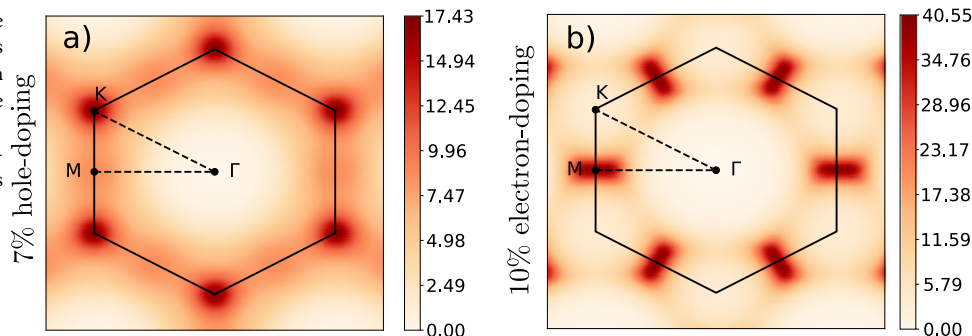 7% hole-doping
a)
K
M
Γ
17.43
14.94
12.45
9.96
7.47
4.98
2.49
0.00
10% electron-doping
b)
K
M
Γ
40.55
34.76
28.96
23.17
17.38
11.59
5.79
0.00